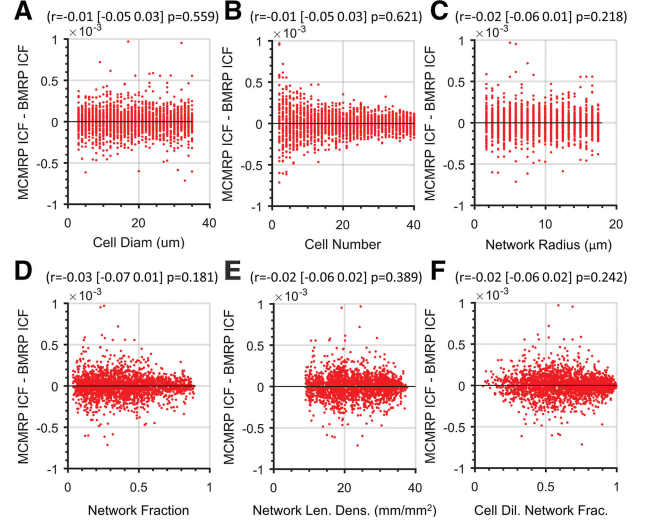 A (r=-0.01 [-0.05 0.03] p=0.559)
×10⁻³
1
0.5
0
-0.5
-1
MCMRP ICF - BMRP ICF
0 20 40
Cell Diam (um)
B (r=-0.01 [-0.05 0.03] p=0.621)
×10⁻³
1
0.5
0
-0.5
-1
MCMRP ICF - BMRP ICF
0 20 40
Cell Number
C (r=-0.02 [-0.06 0.01] p=0.218)
×10⁻³
1
0.5
0
-0.5
-1
MCMRP ICF - BMRP ICF
0 10 20
Network Radius (μm)
D (r=-0.03 [-0.07 0.01] p=0.181)
×10⁻³
1
0.5
0
-0.5
-1
MCMRP ICF - BMRP ICF
0 0.5 1
Network Fraction
E (r=-0.02 [-0.06 0.02] p=0.389)
×10⁻³
1
0.5
0
-0.5
-1
MCMRP ICF - BMRP ICF
0 20 40
Network Len. Dens. (mm/mm²)
F (r=-0.02 [-0.06 0.02] p=0.242)
×10⁻³
1
0.5
0
-0.5
-1
MCMRP ICF - BMRP ICF
0 0.5 1
Cell Dil. Network Frac.